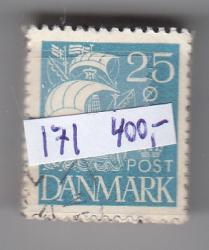 25
Ø
171 400,-
POST
DANMARK